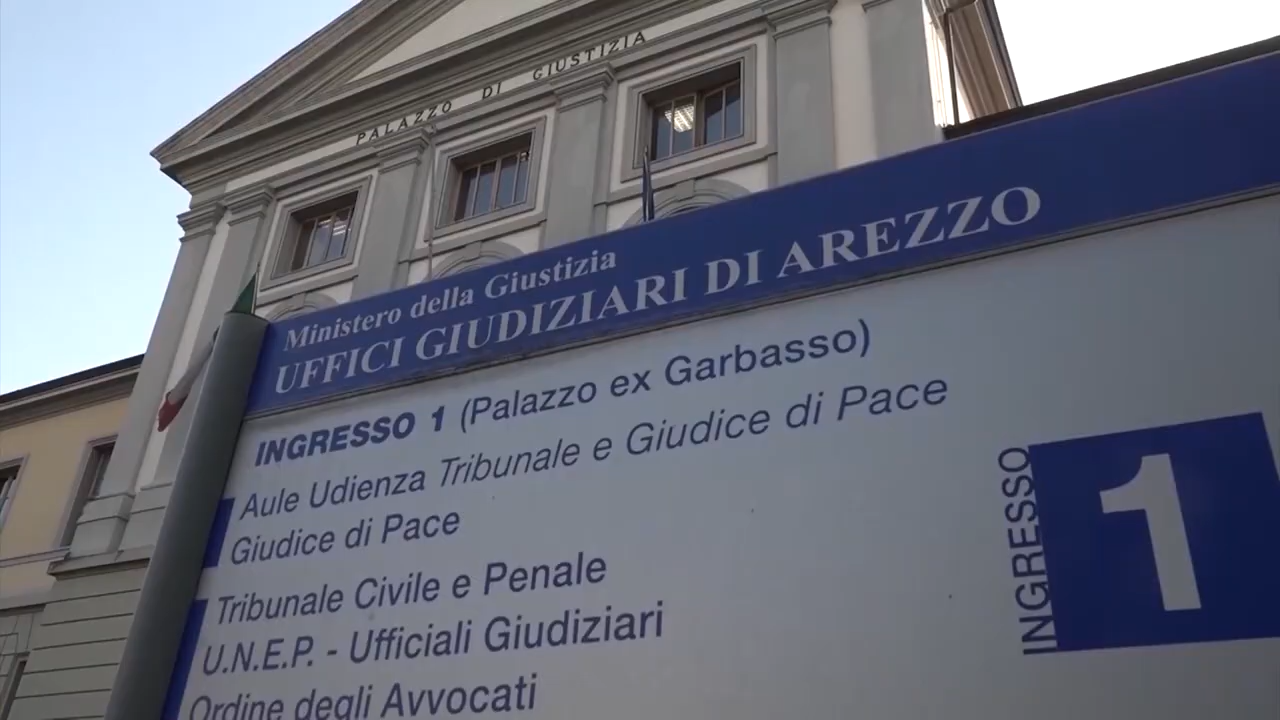 PALAZZO DI GIUSTIZIA
Ministero della Giustizia
UFFICI GIUDIZIARI DI AREZZO
INGRESSO 1 (Palazzo ex Garbasso)
Aule Udienza Tribunale e Giudice di Pace
Giudice di Pace
Tribunale Civile e Penale
U.N.E.P. - Ufficiali Giudiziari
Ordine degli Avvocati
INGRESSO
1